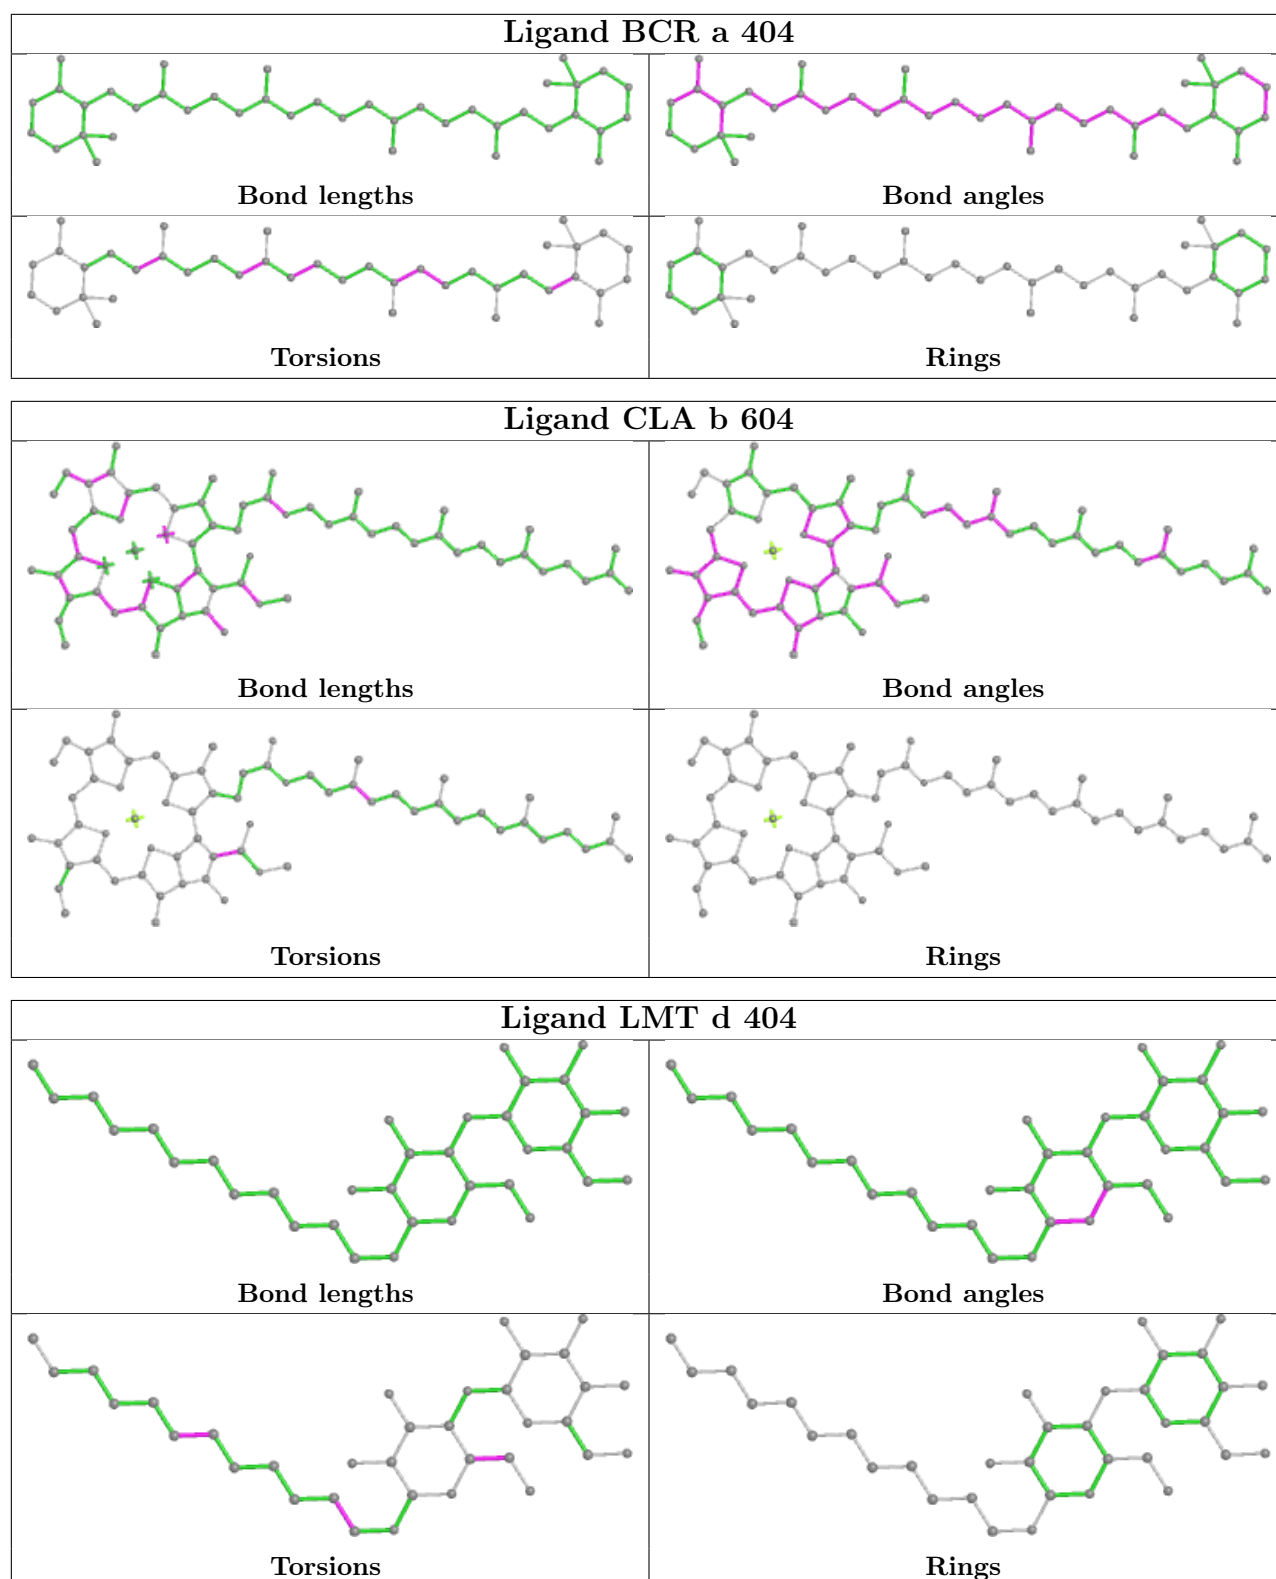 Ligand BCR a 404
Bond lengths
Bond angles
Torsions
Rings
Ligand CLA b 604
Bond lengths
Bond angles
Torsions
Rings
Ligand LMT d 404
Bond lengths
Bond angles
Torsions
Rings